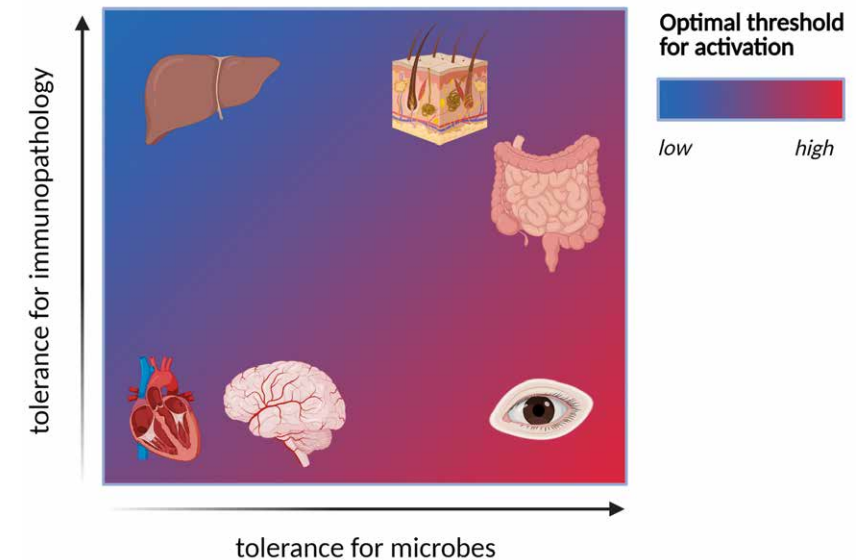 tolerance for immunopathology
tolerance for microbes
Optimal threshold
for activation
low
high